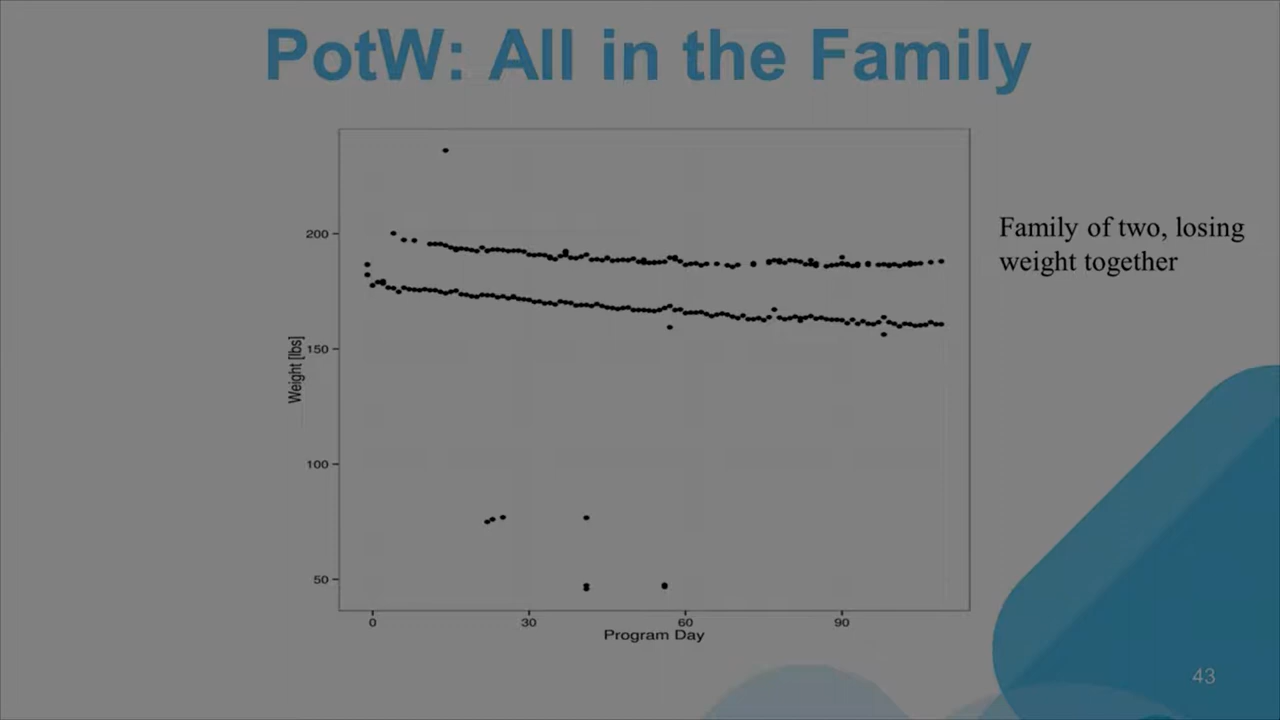 PotW: All in the Family
Family of two, losing
weight together
Weight [lbs]
200
150
100
50
0 30 60 90
Program Day
43